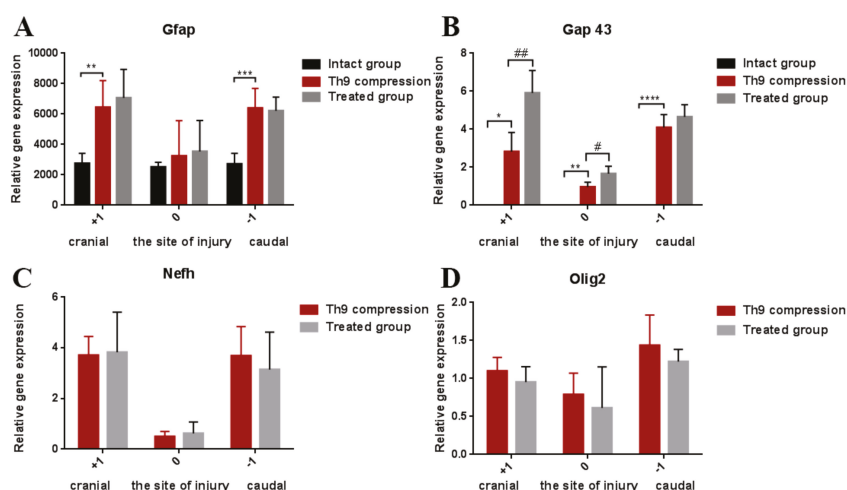 A
Gfap
Relative gene expression
10000
8000
6000
4000
2000
0
**
***
Intact group
Th9 compression
Treated group
+1
0
-1
cranial
the site of injury
caudal
B
Gap 43
Relative gene expression
8
6
4
2
0
*
##
**
#
****
Intact group
Th9 compression
Treated group
+1
0
-1
cranial
the site of injury
caudal
C
Nefh
Relative gene expression
6
4
2
0
Th9 compression
Treated group
+1
0
-1
cranial
the site of injury
caudal
D
Olig2
Relative gene expression
2.0
1.5
1.0
0.5
0.0
Th9 compression
Treated group
+1
0
-1
cranial
the site of injury
caudal